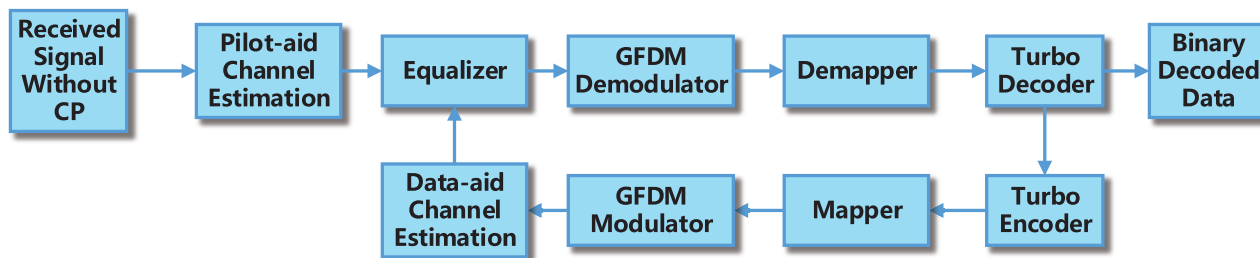 Received
Signal
Without
CP
Pilot-aid
Channel
Estimation
Equalizer
GFDM
Demodulator
Demapper
Turbo
Decoder
Binary
Decoded
Data
Data-aid
Channel
Estimation
GFDM
Modulator
Mapper
Turbo
Encoder